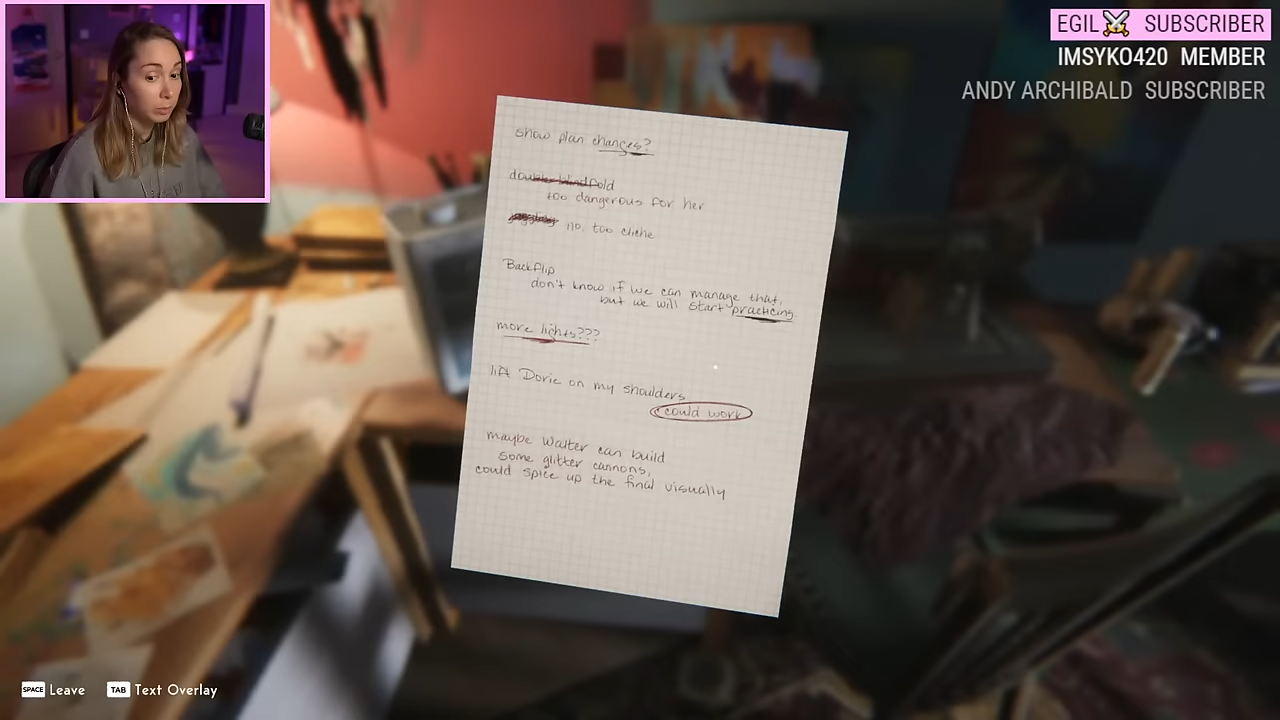 EGIL⚔️ SUBSCRIBER
IMSYKO420 MEMBER
ANDY ARCHIBALD SUBSCRIBER
show plan changes?
double blindfold
too dangerous for her
juggling no, too cliche
Backflip
don't know if we can manage that,
but we will start practicing.
more lights???
lift Dorie on my shoulders
could work
maybe Walter can build
some glitter cannons,
could spice up the final visually
SPACE Leave TAB Text Overlay